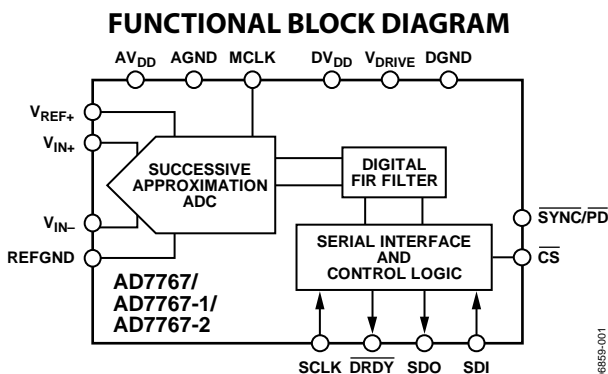 FUNCTIONAL BLOCK DIAGRAM
AVDD AGND MCLK DVDD VDRIVE DGND
VREF+
VIN+
VIN–
REFGND
SUCCESSIVE
APPROXIMATION
ADC
DIGITAL
FIR FILTER
SERIAL INTERFACE
AND
CONTROL LOGIC
SYNC/PD
CS
AD7767/
AD7767-1/
AD7767-2
SCLK DRDY SDO SDI
6859-001